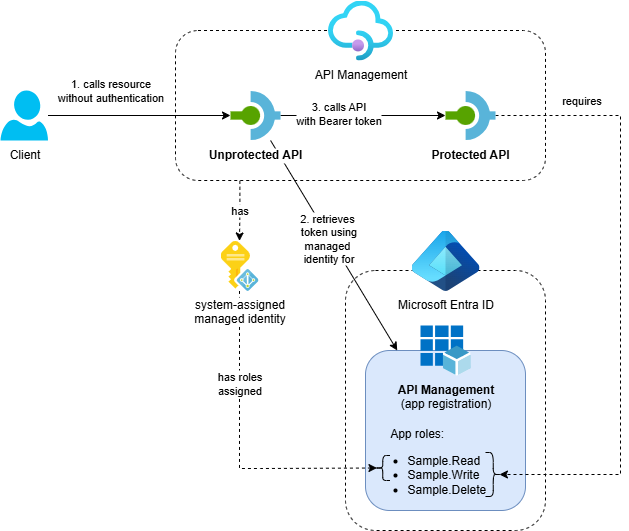 API Management
1. calls resource
without authentication
3. calls API
with Bearer token
requires
Client
Unprotected API
Protected API
has
2. retrieves
token using
managed
identity for
system-assigned
managed identity
Microsoft Entra ID
has roles
assigned
API Management
(app registration)
App roles:
• Sample.Read
• Sample.Write
• Sample.Delete